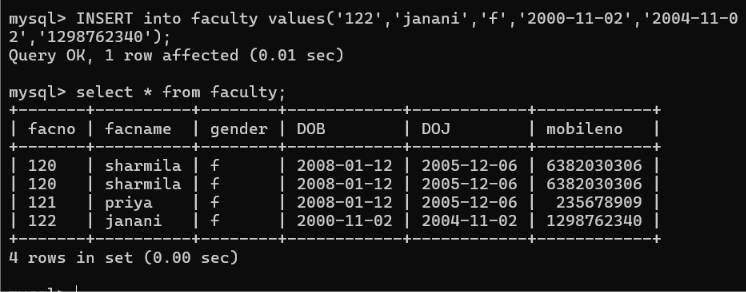 mysql> INSERT into faculty values('122','janani','f','2000-11-02','2004-11-0
2','1298762340');
Query OK, 1 row affected (0.01 sec)
mysql> select * from faculty;
+-------+----------+--------+------------+------------+------------+
| facno | facname  | gender | DOB        | DOJ        | mobileno   |
+-------+----------+--------+------------+------------+------------+
| 120   | sharmila | f      | 2008-01-12 | 2005-12-06 | 6382030306 |
| 120   | sharmila | f      | 2008-01-12 | 2005-12-06 | 6382030306 |
| 121   | priya    | f      | 2008-01-12 | 2005-12-06 |  235678909 |
| 122   | janani   | f      | 2000-11-02 | 2004-11-02 | 1298762340 |
+-------+----------+--------+------------+------------+------------+
4 rows in set (0.00 sec)
mysql>